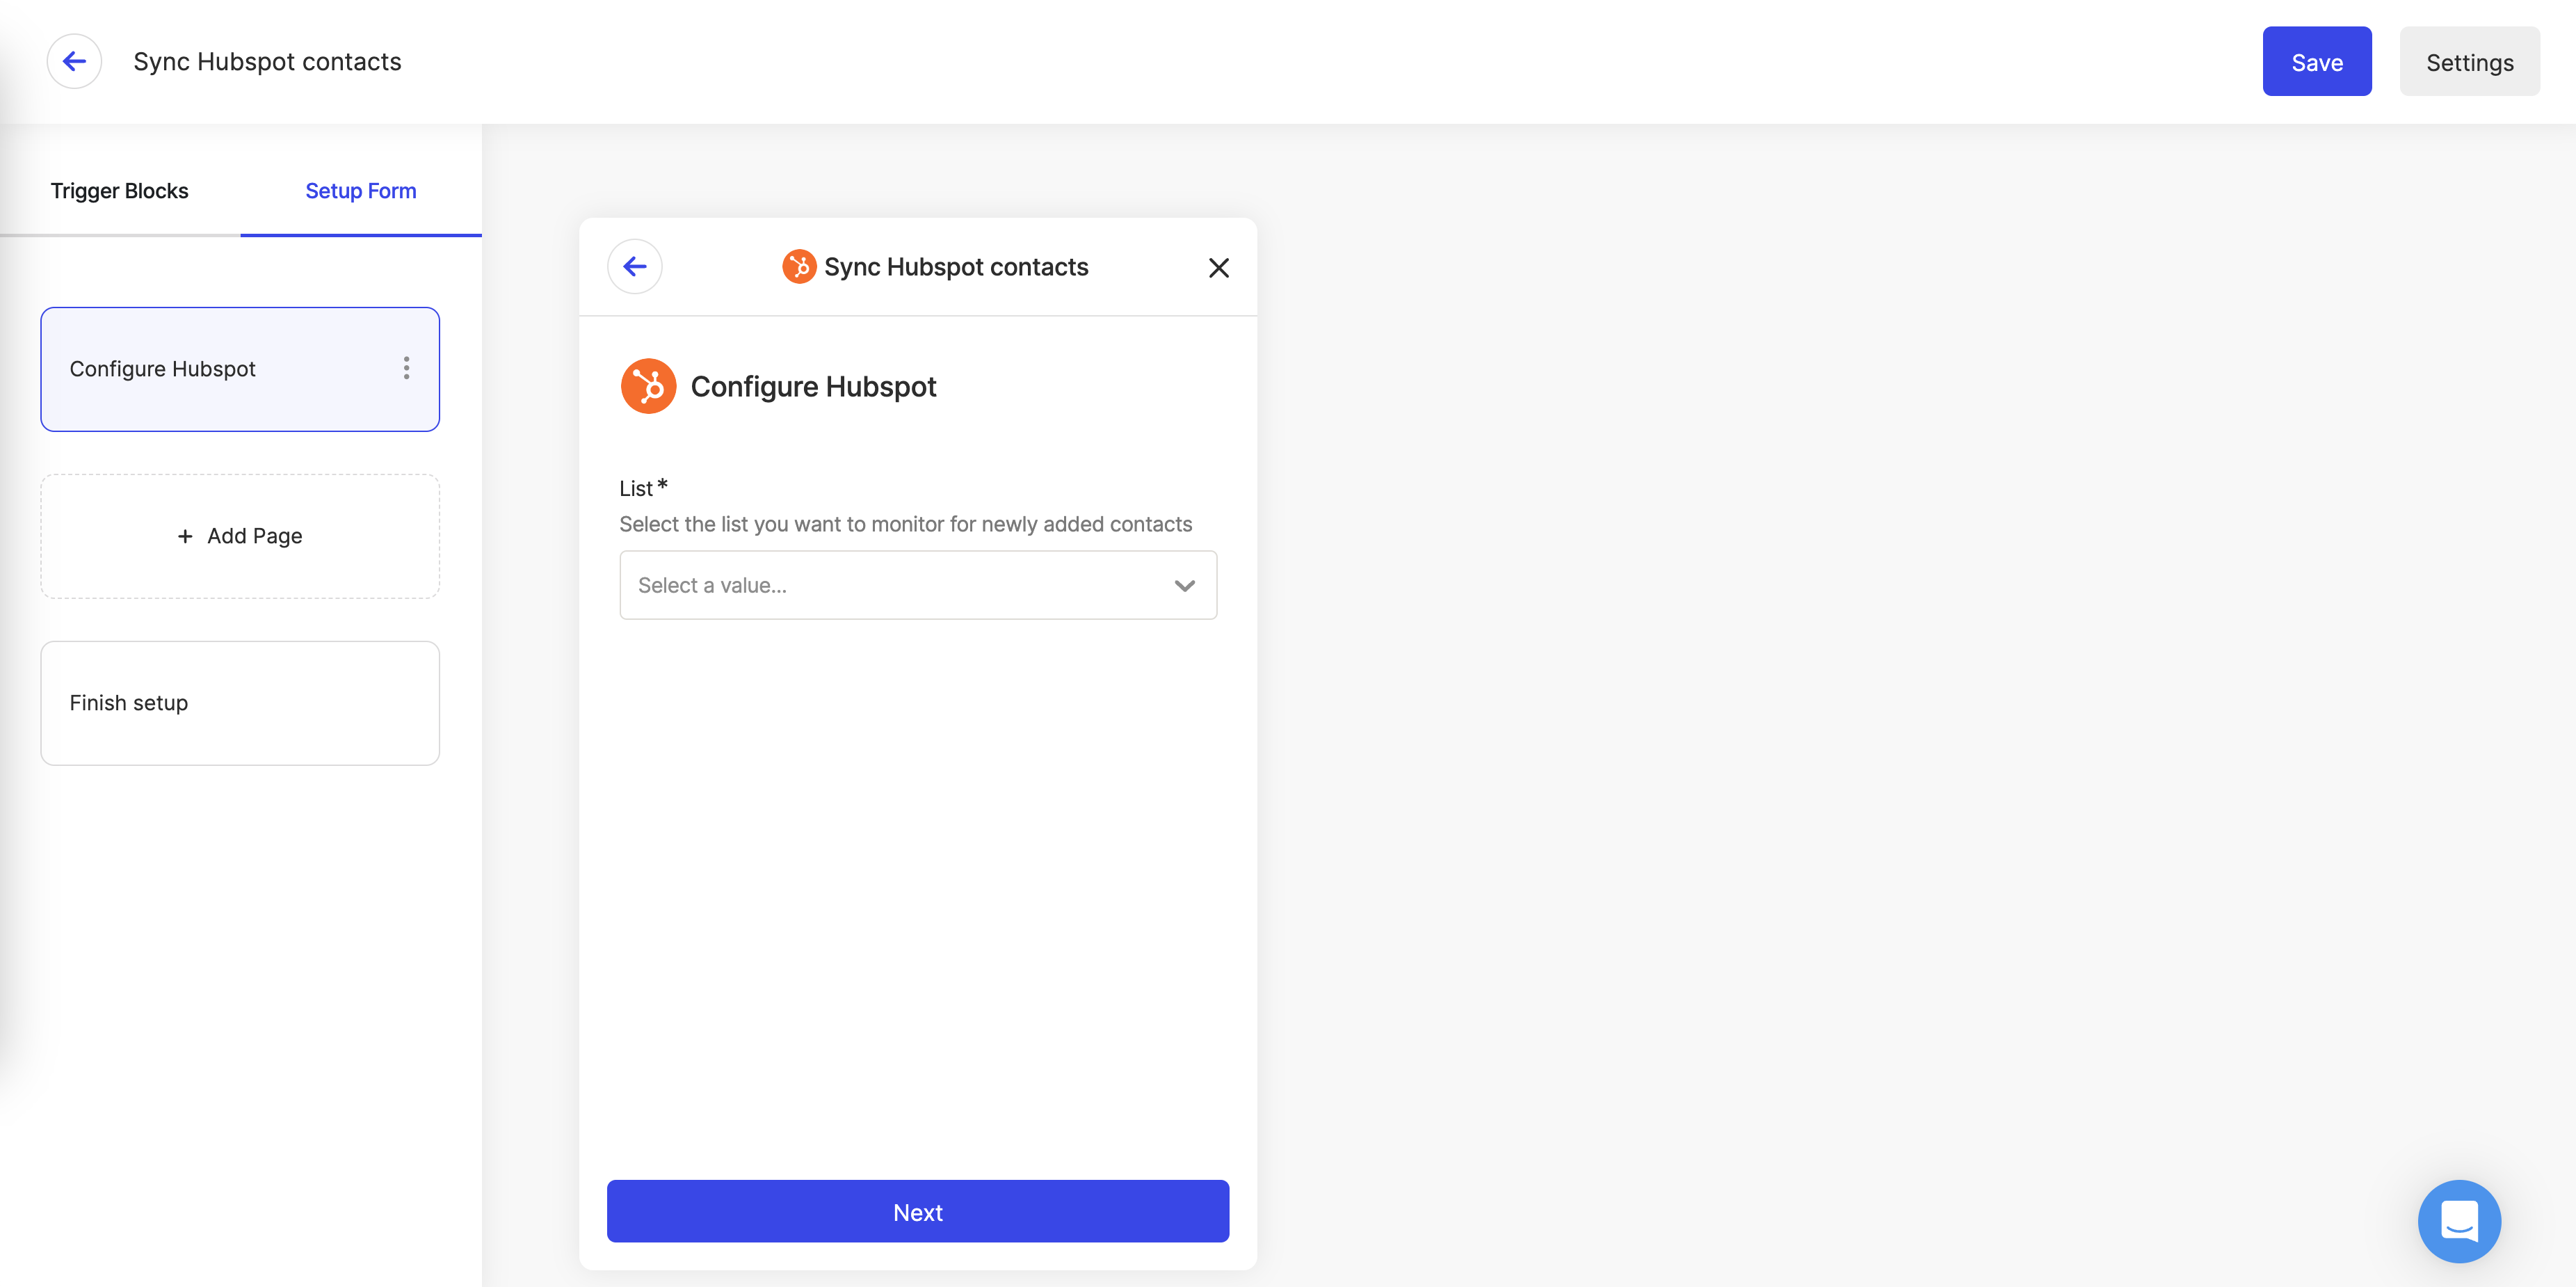 Sync Hubspot contacts
Save
Settings
Trigger Blocks
Setup Form
Configure Hubspot
+ Add Page
Finish setup
Sync Hubspot contacts
Configure Hubspot
List*
Select the list you want to monitor for newly added contacts
Select a value...
Next